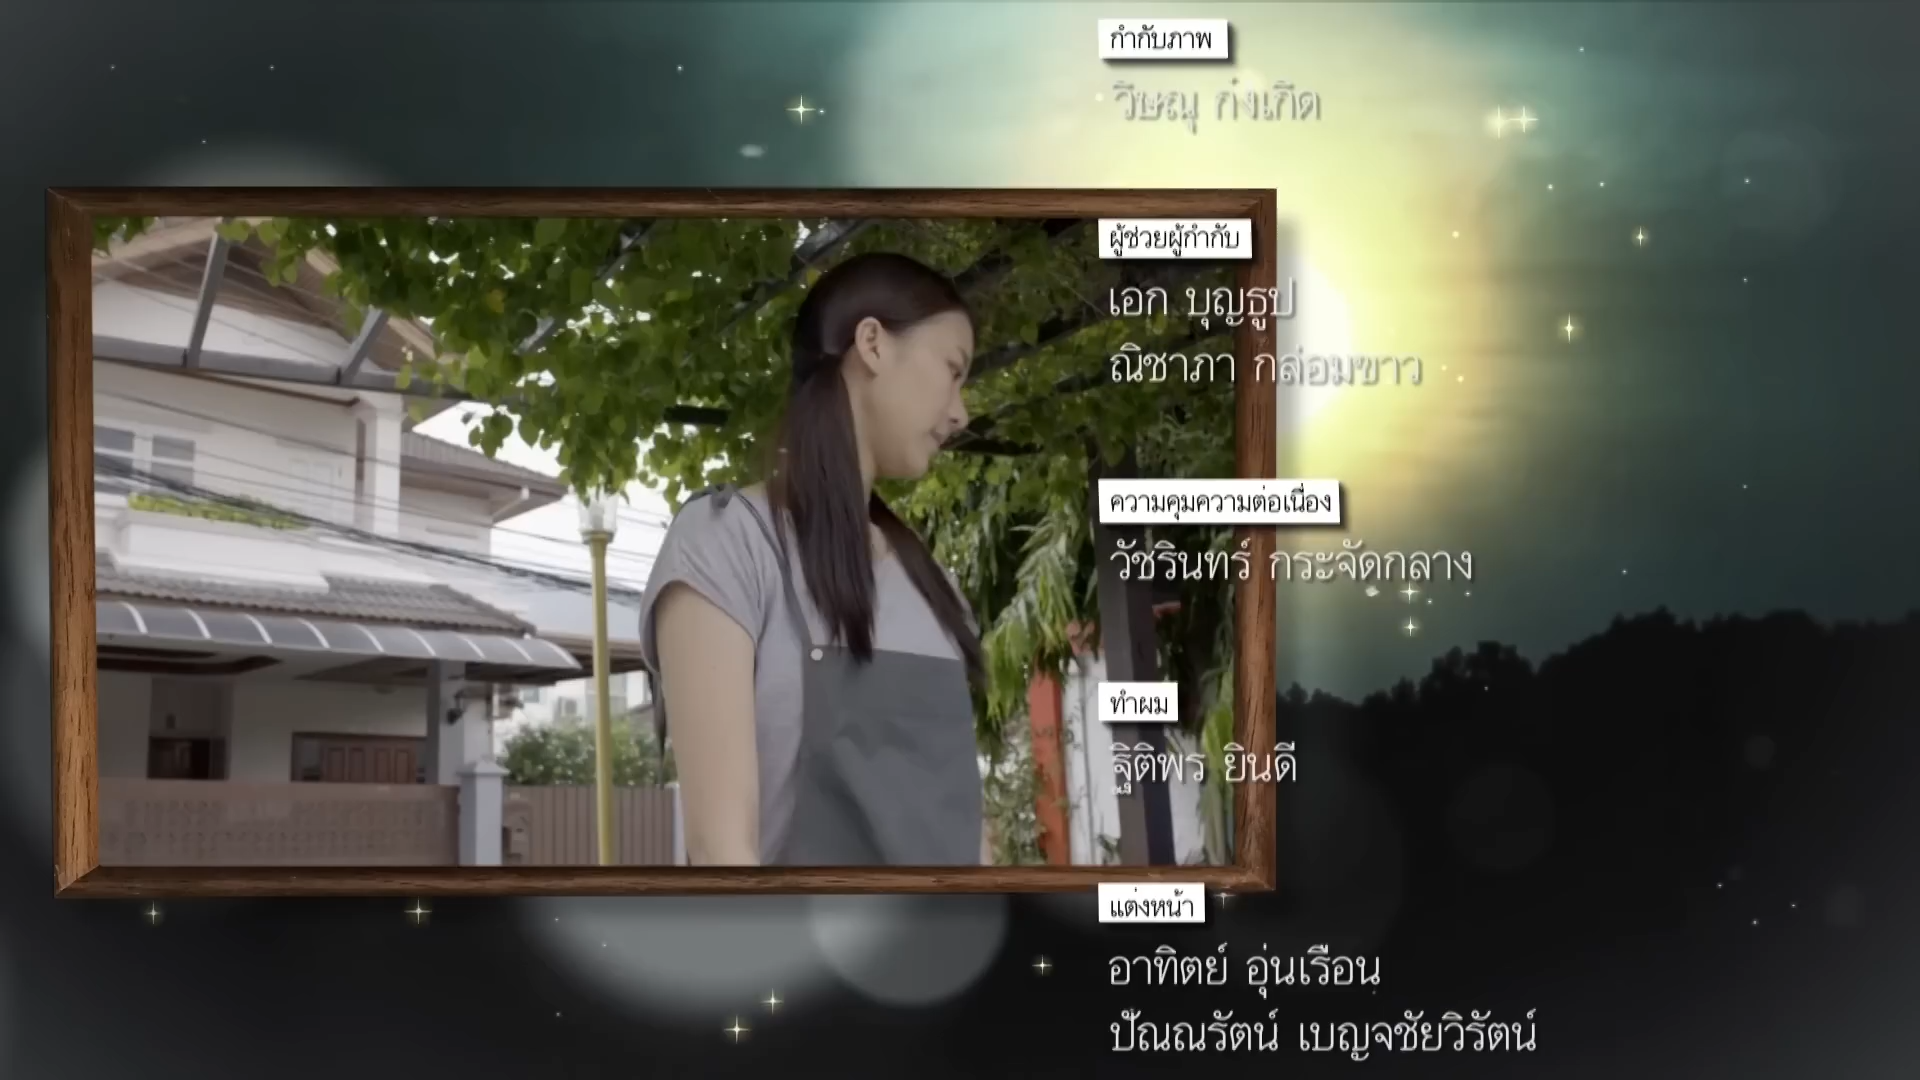 กำกับภาพ
วิษณุ ก่งเกิด
ผู้ช่วยผู้กำกับ
เอก บุญธูป
ณิชาภา กล่อมขาว
ความคุมความต่อเนื่อง
วัชรินทร์ กระจัดกลาง
ทำผม
ฐิติพร ยินดี
แต่งหน้า
อาทิตย์ อุ่นเรือน
ปัณณรัตน์ เบญจชัยวิรัตน์